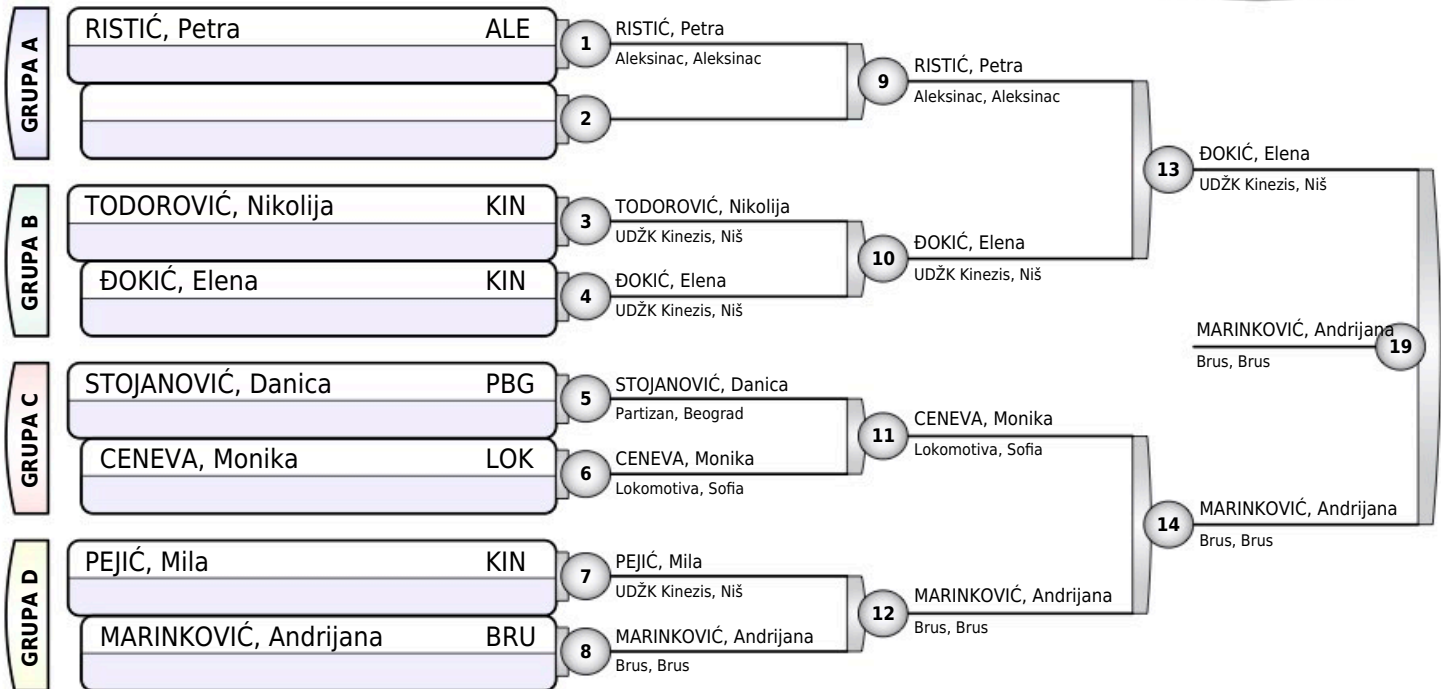 GRUPA A
RISTIĆ, Petra ALE
1
RISTIĆ, Petra
Aleksinac, Aleksinac
2
9
RISTIĆ, Petra
Aleksinac, Aleksinac
GRUPA B
TODOROVIĆ, Nikolija KIN
3
TODOROVIĆ, Nikolija
UDŽK Kinezis, Niš
ĐOKIĆ, Elena KIN
4
ĐOKIĆ, Elena
UDŽK Kinezis, Niš
10
ĐOKIĆ, Elena
UDŽK Kinezis, Niš
13
ĐOKIĆ, Elena
UDŽK Kinezis, Niš
GRUPA C
STOJANOVIĆ, Danica PBG
5
STOJANOVIĆ, Danica
Partizan, Beograd
CENEVA, Monika LOK
6
CENEVA, Monika
Lokomotiva, Sofia
11
CENEVA, Monika
Lokomotiva, Sofia
GRUPA D
PEJIĆ, Mila KIN
7
PEJIĆ, Mila
UDŽK Kinezis, Niš
MARINKOVIĆ, Andrijana BRU
8
MARINKOVIĆ, Andrijana
Brus, Brus
12
MARINKOVIĆ, Andrijana
Brus, Brus
14
MARINKOVIĆ, Andrijana
Brus, Brus
MARINKOVIĆ, Andrijana
19
Brus, Brus